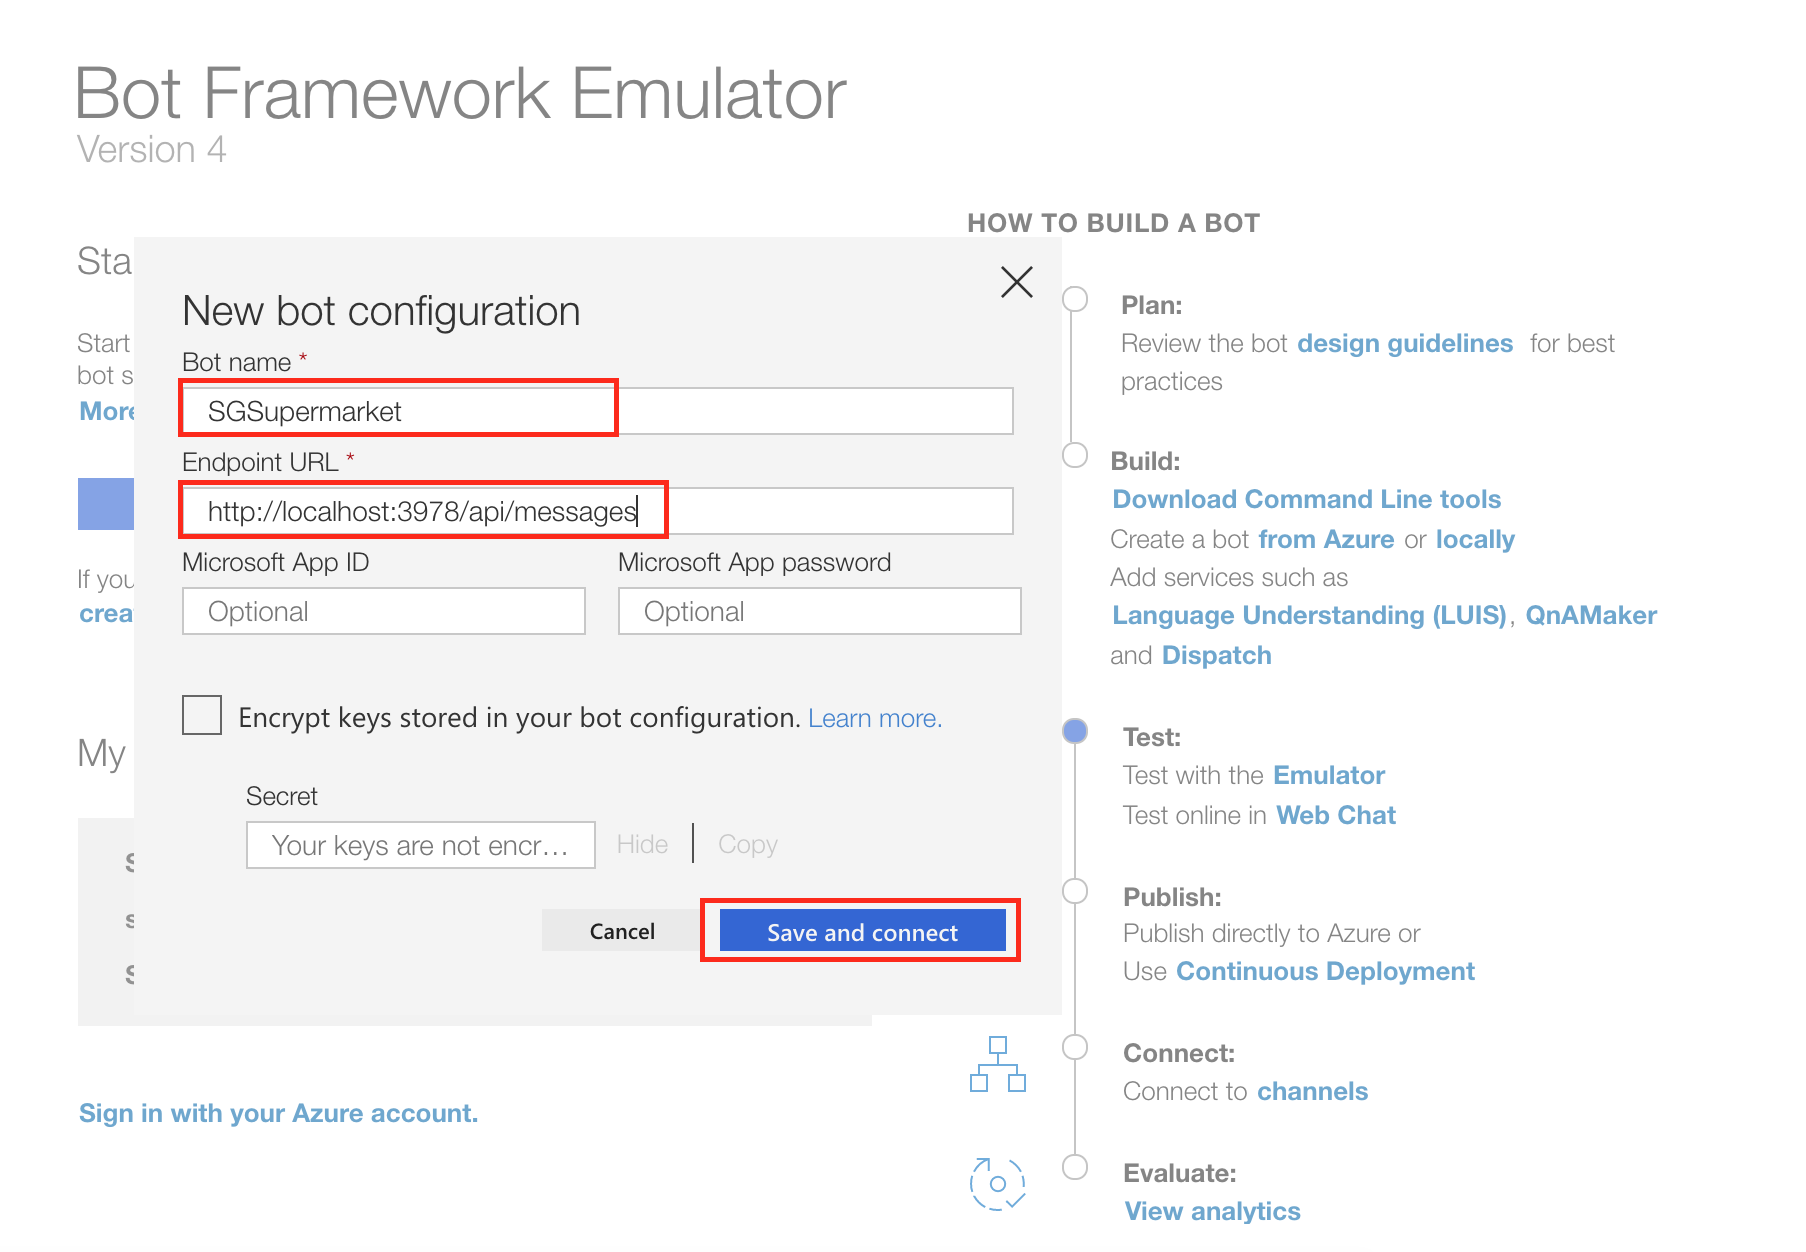 Bot Framework Emulator
Version 4
Start
bot
More
If you
My
New bot configuration
Bot name *
SGSupermarket
Endpoint URL *
http://localhost:3978/api/messages
Microsoft App ID
Microsoft App password
Optional
Optional
Encrypt keys stored in your bot configuration. Learn more.
Secret
Your keys are not encr...
Hide
Copy
Cancel
Save and connect
Sign in with your Azure account.
HOW TO BUILD A BOT
Plan:
Review the bot design guidelines for best
practices
Build:
Download Command Line tools
Create a bot from Azure or locally
Add services such as
Language Understanding (LUIS), QnAMaker
and Dispatch
Test:
Test with the Emulator
Test online in Web Chat
Publish:
Publish directly to Azure or
Use Continuous Deployment
Connect:
Connect to channels
Evaluate:
View analytics